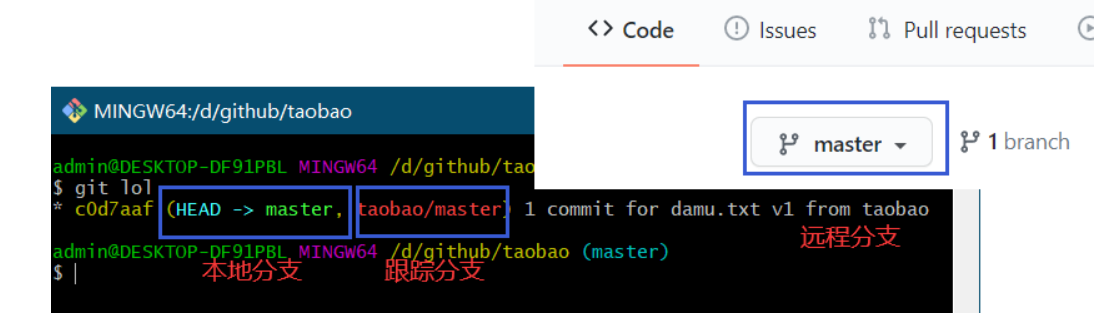 Code Issues Pull requests
MINGW64:/d/github/taobao
master
1 branch
admin@DESKTOP-DF91PBL MINGW64 /d/github/tao
$ git lol
* c0d7aaf (HEAD -> master, taobao/master) 1 commit for damu.txt v1 from taobao
远程分支
admin@DESKTOP-DF91PBL MINGW64 /d/github/taobao (master)
$
本地分支 跟踪分支